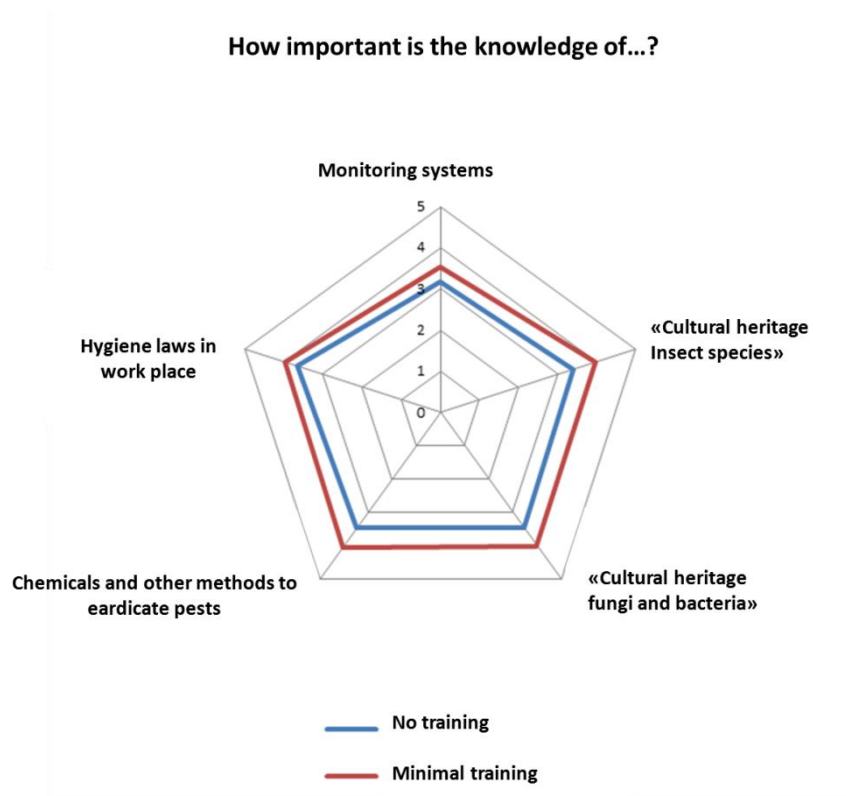 How important is the knowledge of...?
Monitoring systems
5
4
3
2
1
0
«Cultural heritage
Insect species»
Hygiene laws in
work place
Chemicals and other methods to
eardicate pests
«Cultural heritage
fungi and bacteria»
No training
Minimal training